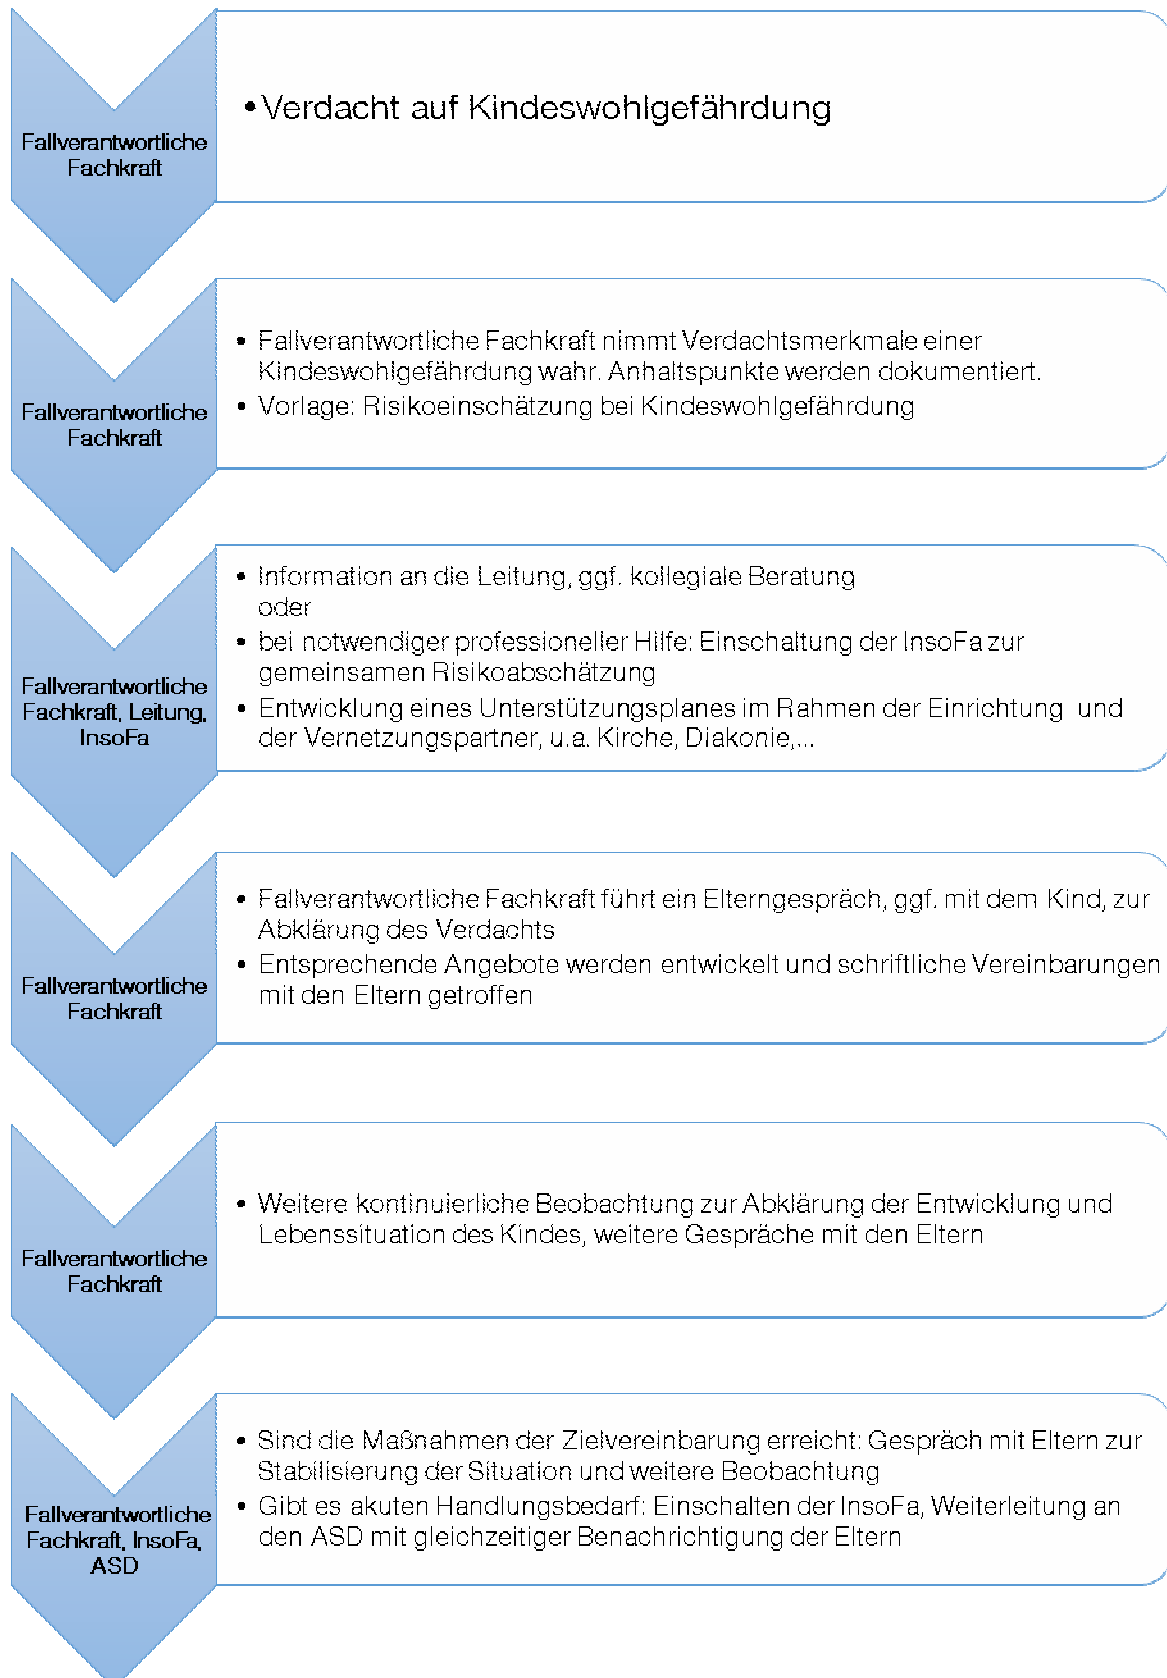 Fallverantwortliche
Fachkraft
•Verdacht auf Kindeswohlgefährdung
Fallverantwortliche
Fachkraft
• Fallverantwortliche Fachkraft nimmt Verdachtsmerkmale einer
Kindeswohlgefährdung wahr. Anhaltspunkte werden dokumentiert.
• Vorlage: Risikoeinschätzung bei Kindeswohlgefährdung
Fallverantwortliche
Fachkraft, Leitung,
InsoFa
• Information an die Leitung, ggf. kollegiale Beratung
oder
• bei notwendiger professioneller Hilfe: Einschaltung der InsoFa zur
gemeinsamen Risikoabschätzung
• Entwicklung eines Unterstützungsplanes im Rahmen der Einrichtung und
der Vernetzungspartner, u.a. Kirche, Diakonie,...
Fallverantwortliche
Fachkraft
• Fallverantwortliche Fachkraft führt ein Elterngespräch, ggf. mit dem Kind, zur
Abklärung des Verdachts
• Entsprechende Angebote werden entwickelt und schriftliche Vereinbarungen
mit den Eltern getroffen
Fallverantwortliche
Fachkraft
• Weitere kontinuierliche Beobachtung zur Abklärung der Entwicklung und
Lebenssituation des Kindes, weitere Gespräche mit den Eltern
Fallverantwortliche
Fachkraft, InsoFa,
ASD
• Sind die Maßnahmen der Zielvereinbarung erreicht: Gespräch mit Eltern zur
Stabilisierung der Situation und weitere Beobachtung
• Gibt es akuten Handlungsbedarf: Einschalten der InsoFa, Weiterleitung an
den ASD mit gleichzeitiger Benachrichtigung der Eltern